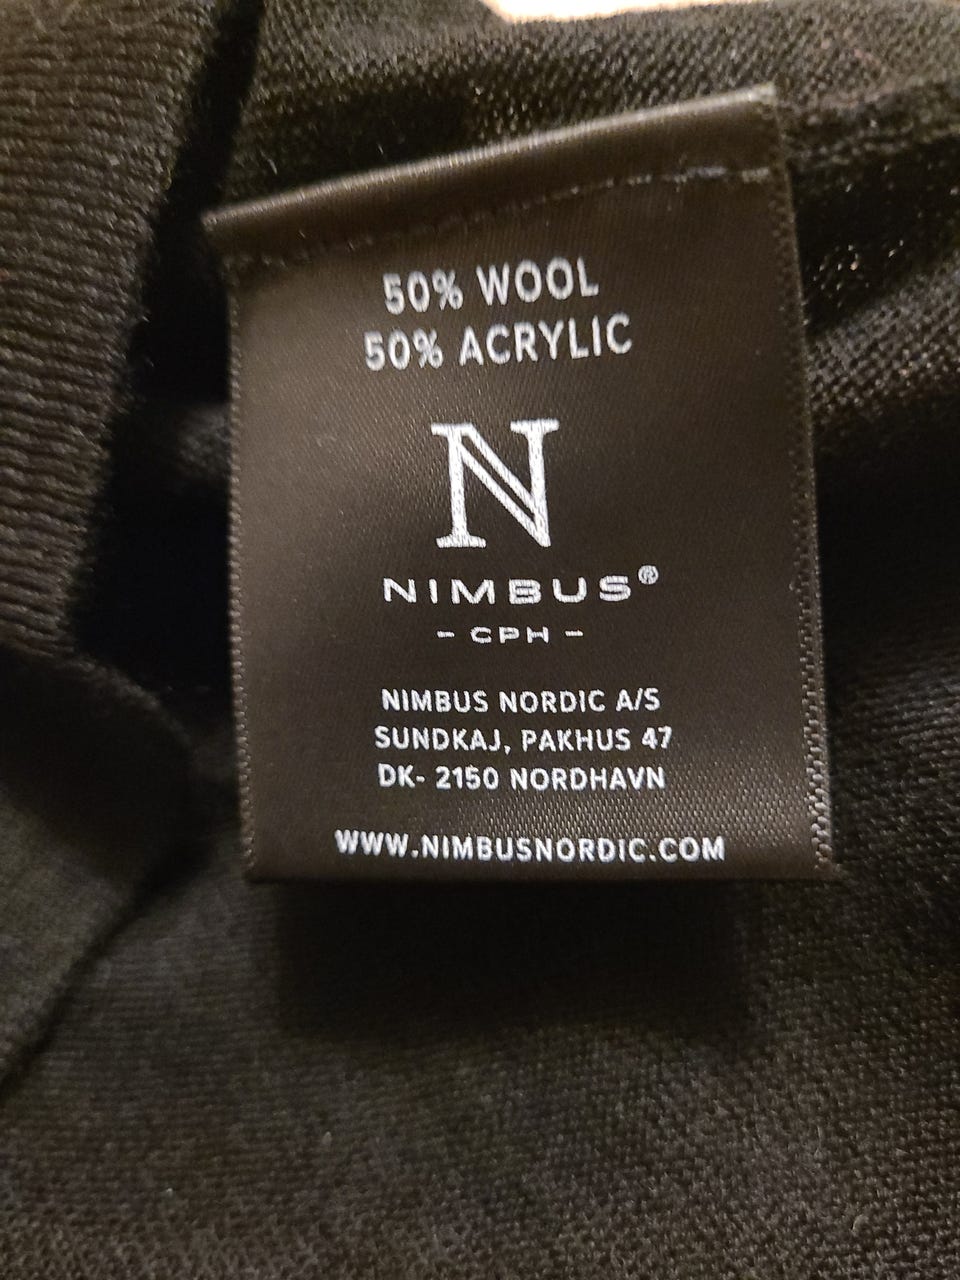 50% WOOL
50% ACRYLIC
N
NIMBUS®
- CPH -
NIMBUS NORDIC A/S
SUNDKAJ, PAKHUS 47
DK- 2150 NORDHAVN
WWW.NIMBUSNORDIC.COM